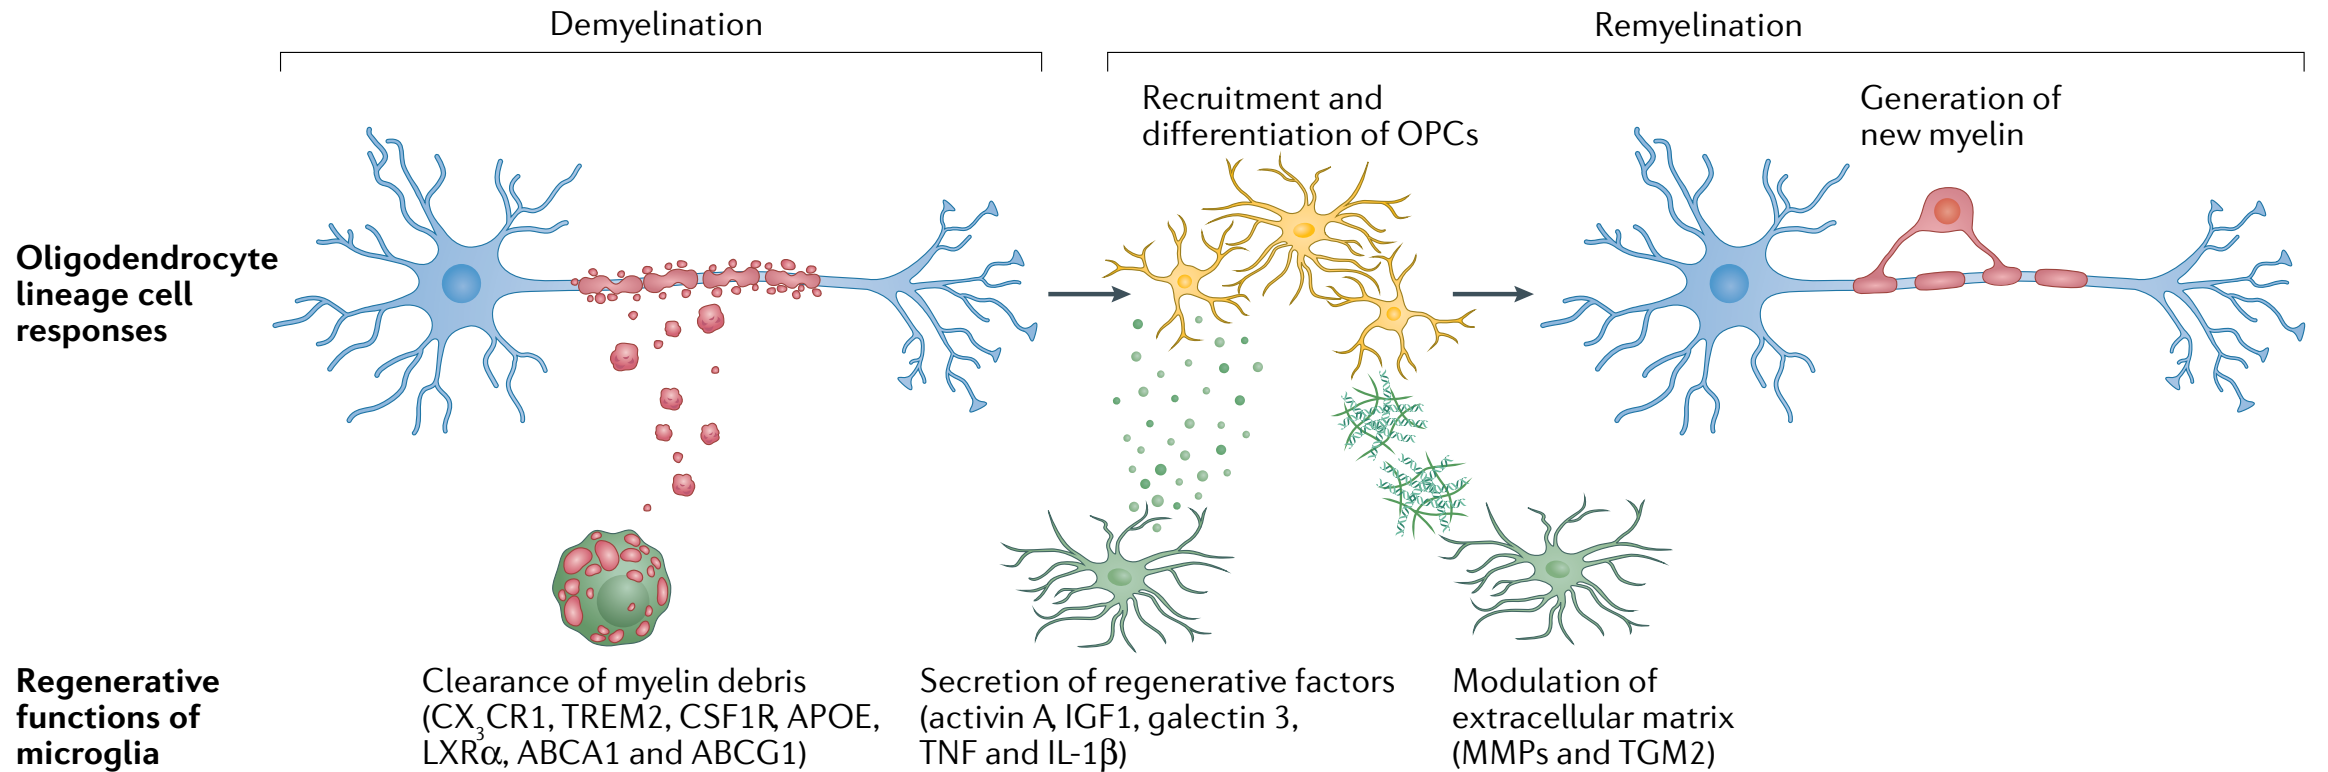 Demyelination
Remyelination
Recruitment and
differentiation of OPCs
Generation of
new myelin
Oligodendrocyte
lineage cell
responses
Regenerative
functions of
microglia
Clearance of myelin debris
(CX₃CR1, TREM2, CSF1R, APOE,
LXRα, ABCA1 and ABCG1)
Secretion of regenerative factors
(activin A, IGF1, galectin 3,
TNF and IL-1β)
Modulation of
extracellular matrix
(MMPs and TGM2)